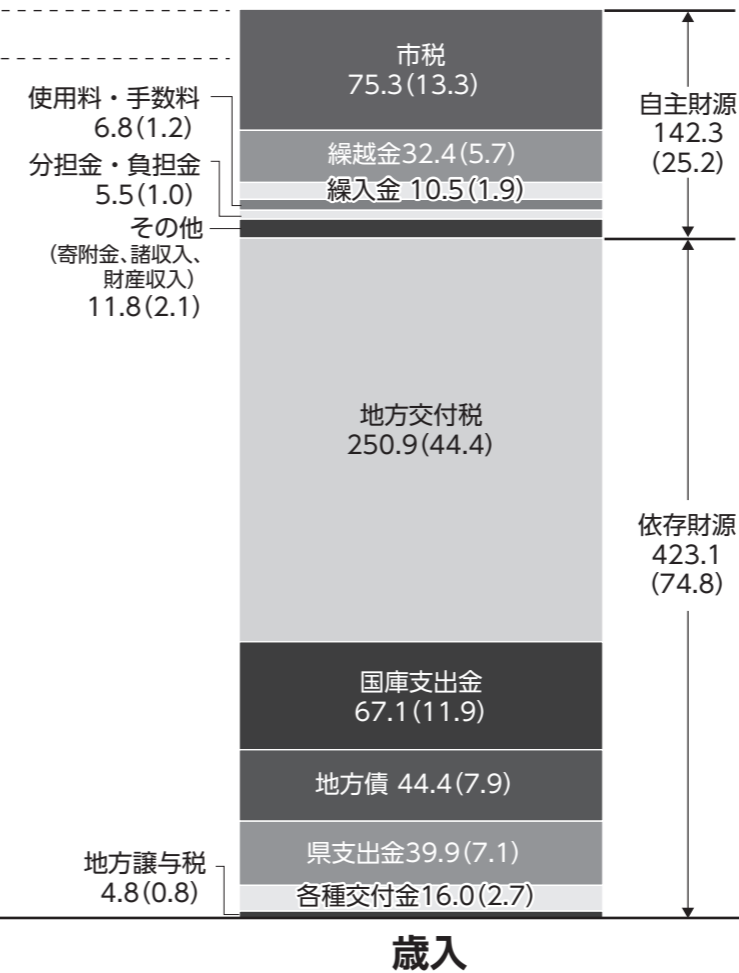 市税
75.3(13.3)
使用料・手数料
6.8(1.2)
繰越金32.4(5.7)
分担金・負担金
5.5(1.0)
繰入金 10.5(1.9)
その他
(寄附金、諸収入、
財産収入)
11.8(2.1)
自主財源
142.3
(25.2)
地方交付税
250.9(44.4)
依存財源
423.1
(74.8)
国庫支出金
67.1(11.9)
地方債 44.4(7.9)
県支出金39.9(7.1)
地方譲与税
4.8(0.8)
各種交付金16.0(2.7)
歳入